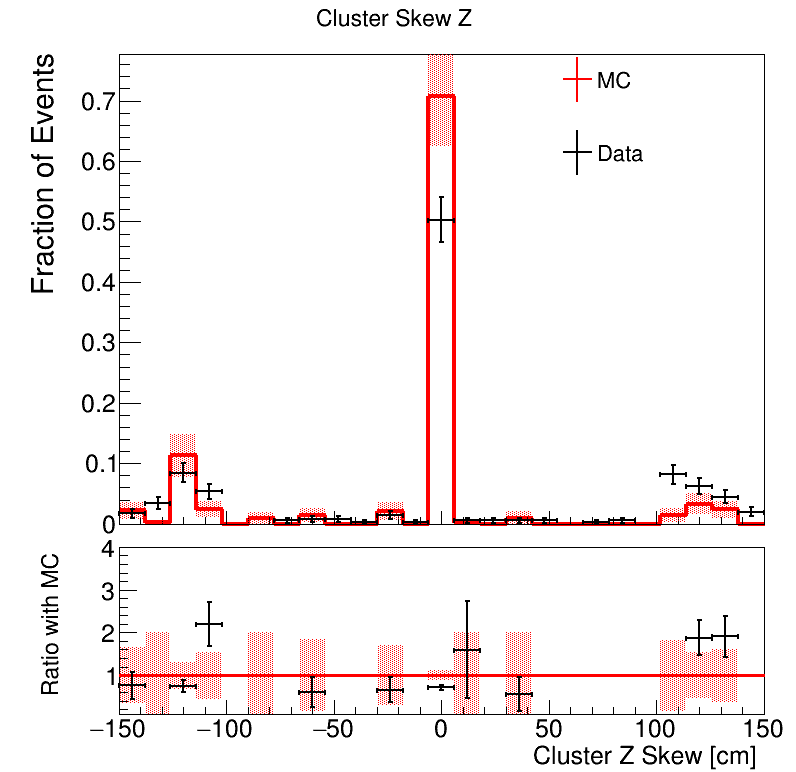 Cluster Skew Z
Fraction of Events
0.7
0.6
0.5
0.4
0.3
0.2
0.1
0
MC
Data
Ratio with MC
4
3
2
1
−150 −100 −50 0 50 100 150
Cluster Z Skew [cm]